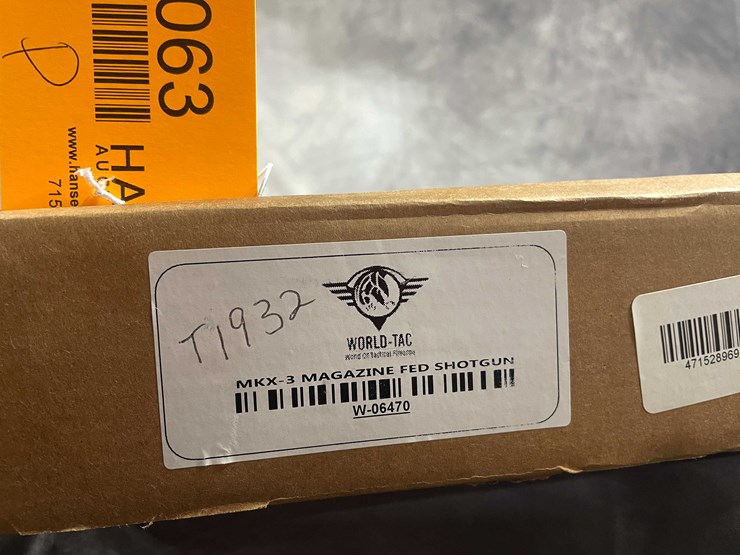 063
HA
AUC
www.hanse
715
P
T1932
WORLD-TAC
World Of Tactical Firearms
MKX-3 MAGAZINE FED SHOTGUN
W-06470
471528969